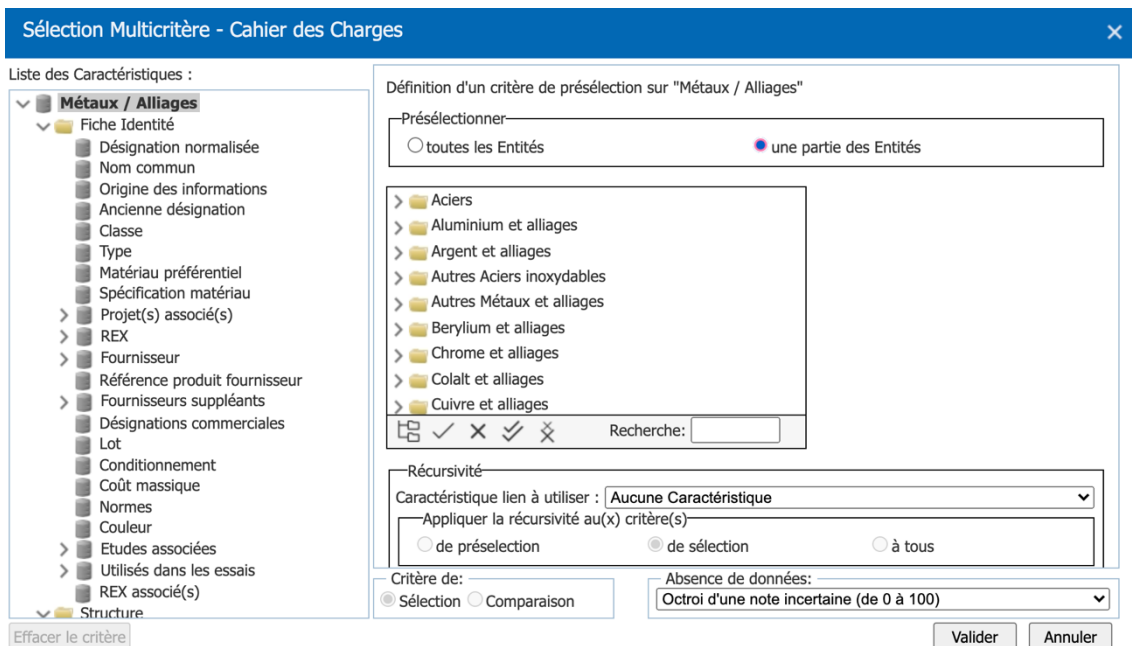 Sélection Multicritère - Cahier des Charges
Liste des Caractéristiques :
Métaux / Alliages
Fiche Identité
Désignation normalisée
Nom commun
Origine des informations
Ancienne désignation
Classe
Type
Matériau préférentiel
Spécification matériau
Projet(s) associé(s)
REX
Fournisseur
Référence produit fournisseur
Fournisseurs suppléants
Désignations commerciales
Lot
Conditionnement
Coût massique
Normes
Couleur
Etudes associées
Utilisés dans les essais
REX associé(s)
Structure
Effacer le critère
Définition d'un critère de présélection sur "Métaux / Alliages"
Présélectionner
toutes les Entités
une partie des Entités
Aciers
Aluminium et alliages
Argent et alliages
Autres Aciers inoxydables
Autres Métaux et alliages
Berylium et alliages
Chrome et alliages
Colalt et alliages
Cuivre et alliages
Recherche:
Récursivité
Caractéristique lien à utiliser : Aucune Caractéristique
Appliquer la récursivité au(x) critère(s)
de préselection
de sélection
à tous
Critère de:
Sélection Comparaison
Absence de données:
Octroi d'une note incertaine (de 0 à 100)
Valider
Annuler